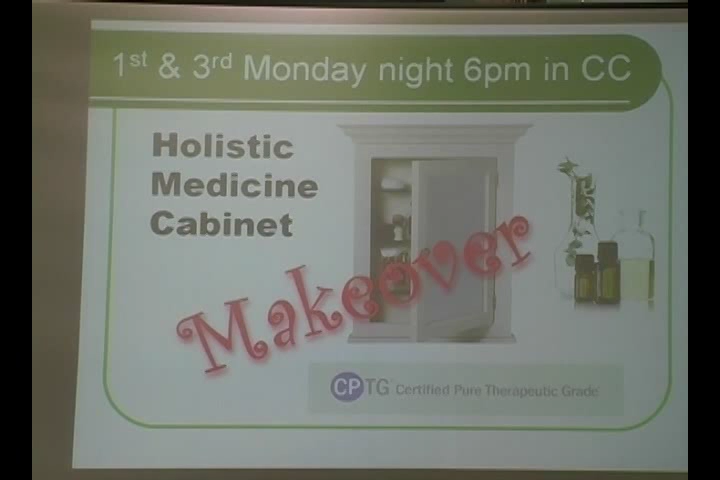 1st & 3rd Monday night 6pm in CC
Holistic
Medicine
Cabinet
Makeover
CPTG Certified Pure Therapeutic Grade